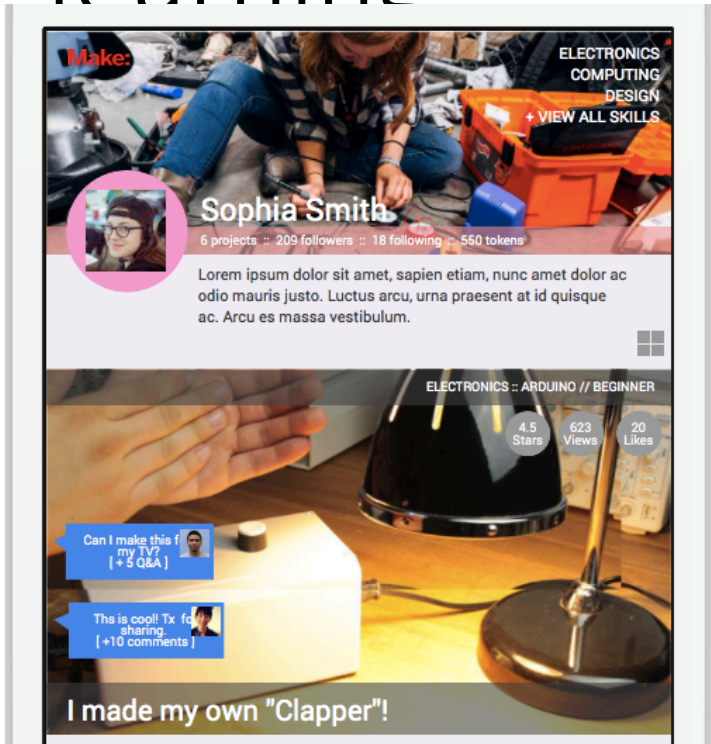 Make:
ELECTRONICS
COMPUTING
DESIGN
+ VIEW ALL SKILLS
Sophia Smith
6 projects :: 209 followers :: 18 following :: 550 tokens
Lorem ipsum dolor sit amet, sapien etiam, nunc amet dolor ac
odio mauris justo. Luctus arcu, urna praesent at id quisque
ac. Arcu es massa vestibulum.
ELECTRONICS :: ARDUINO // BEGINNER
4.5
Stars
623
Views
20
Likes
Can I make this f
my TV?
[ + 5 Q&A ]
Ths is cool! Tx fo
sharing.
[ +10 comments ]
I made my own "Clapper"!